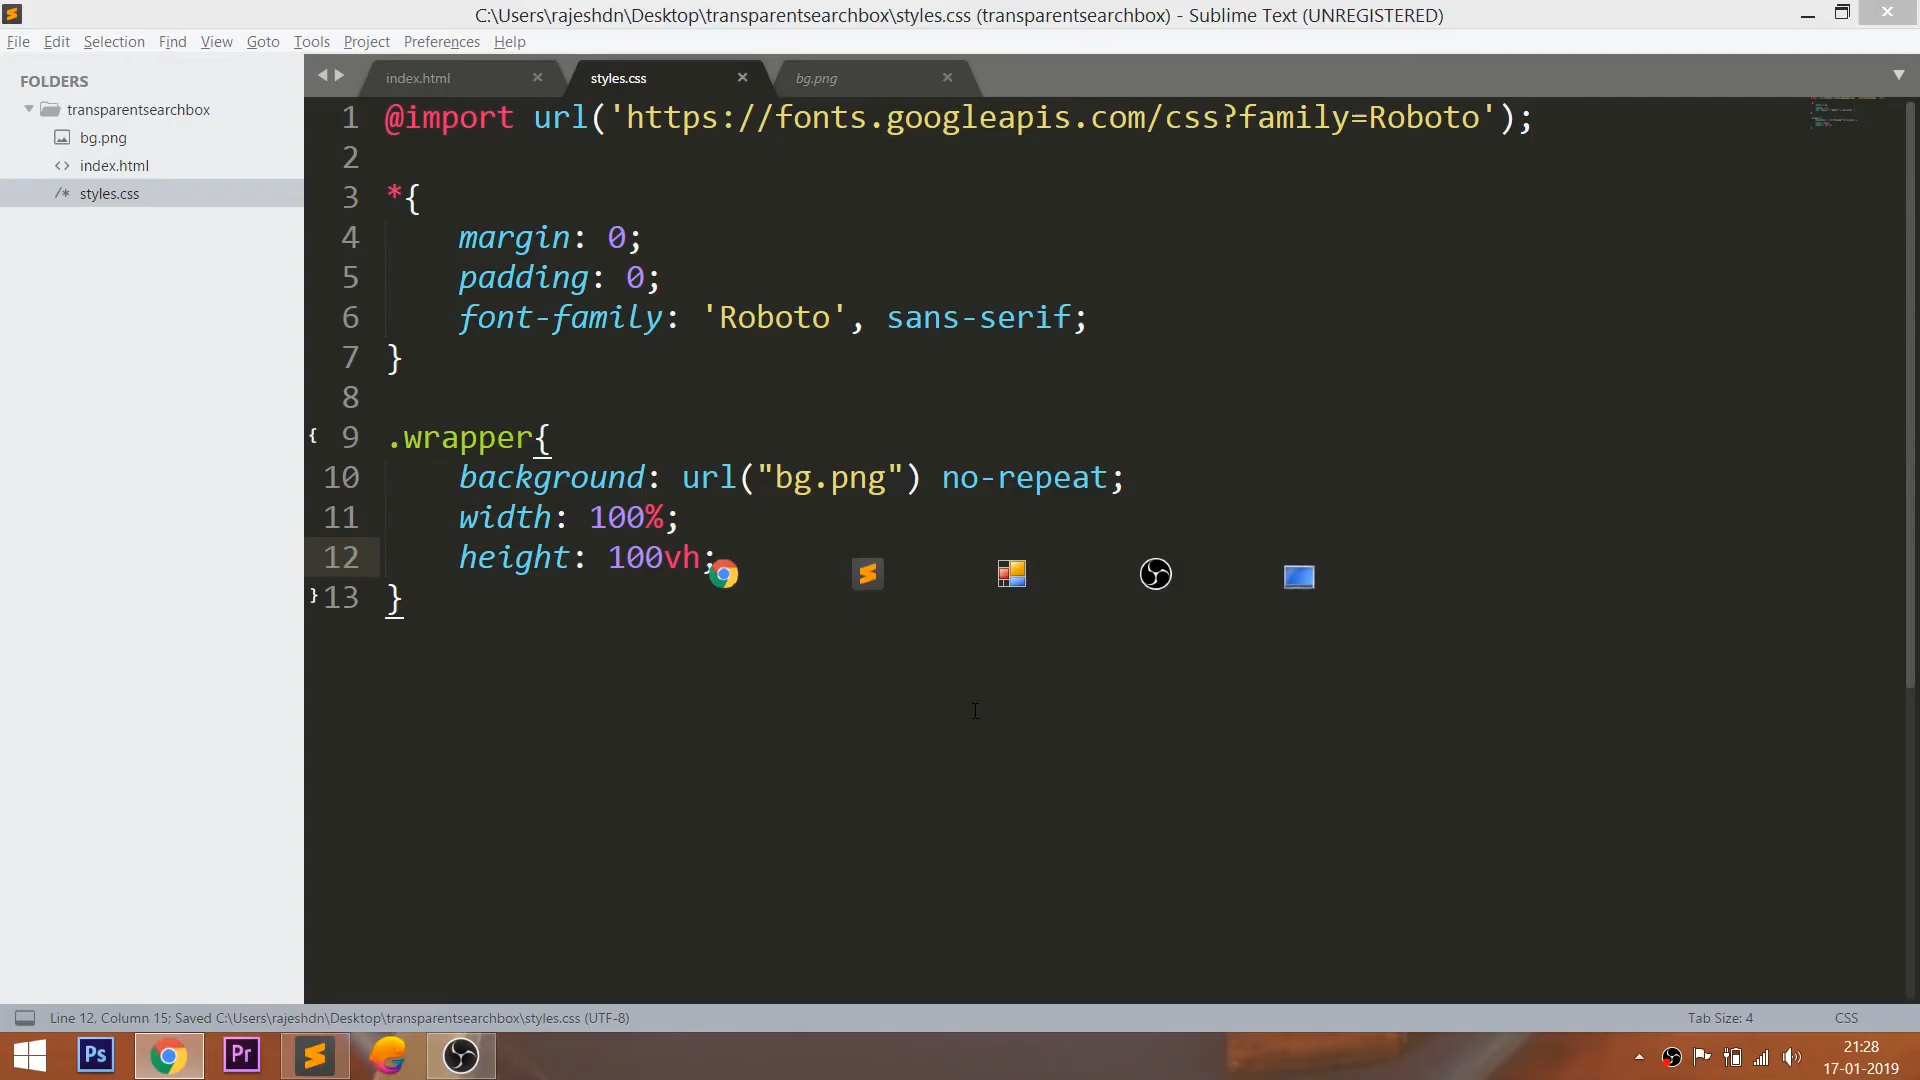 C:\Users\rajeshdn\Desktop\transparentsearchbox\styles.css (transparentsearchbox) - Sublime Text (UNREGISTERED)
File Edit Selection Find View Goto Tools Project Preferences Help
FOLDERS
transparentsearchbox
bg.png
index.html
/* styles.css
index.html styles.css bg.png
1 @import url('https://fonts.googleapis.com/css?family=Roboto');
2
3 *{
4 margin: 0;
5 padding: 0;
6 font-family: 'Roboto', sans-serif;
7 }
8
{ 9 .wrapper{
10 background: url("bg.png") no-repeat;
11 width: 100%;
12 height: 100vh;
} 13 }
Line 12, Column 15; Saved C:\Users\rajeshdn\Desktop\transparentsearchbox\styles.css (UTF-8)
Tab Size: 4
CSS
Ps
Pr
21:28
17-01-2019